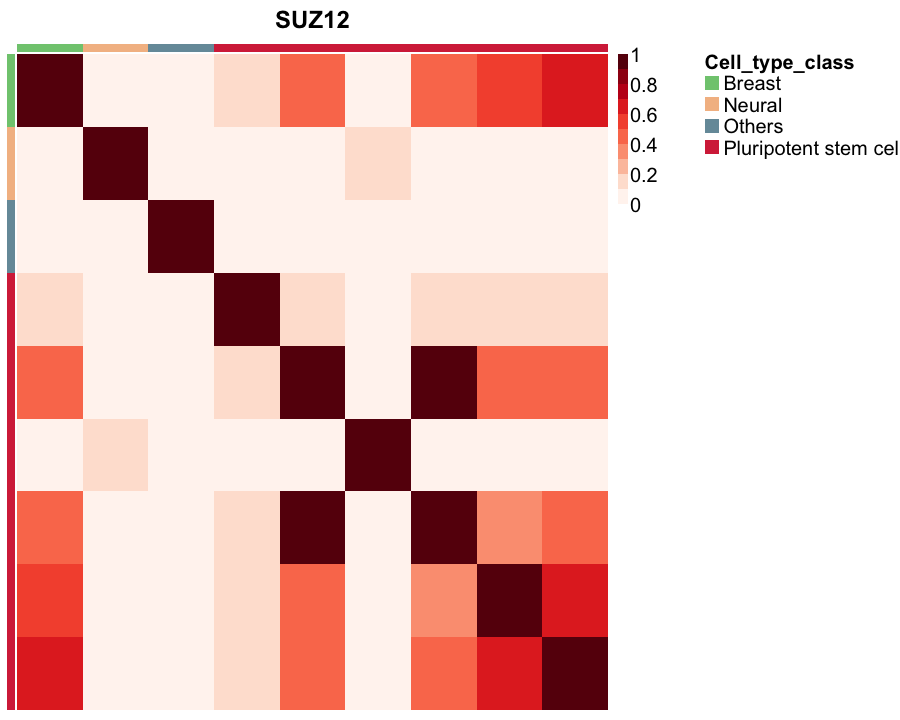 SUZ12
1
0.8
0.6
0.4
0.2
0
Cell_type_class
Breast
Neural
Others
Pluripotent stem cel